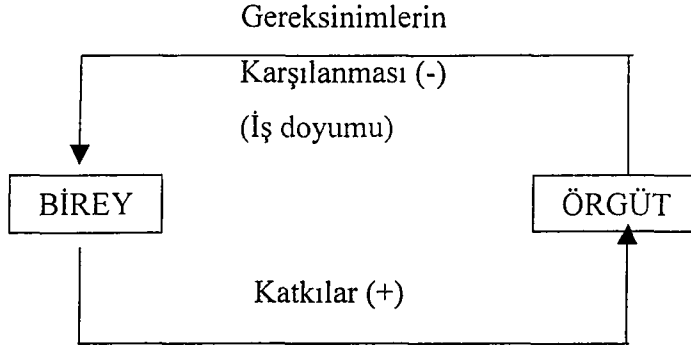 Gereksinimlerin
Karşılanması (-)
(İş doyumu)
BİREY
ÖRGÜT
Katkılar (+)